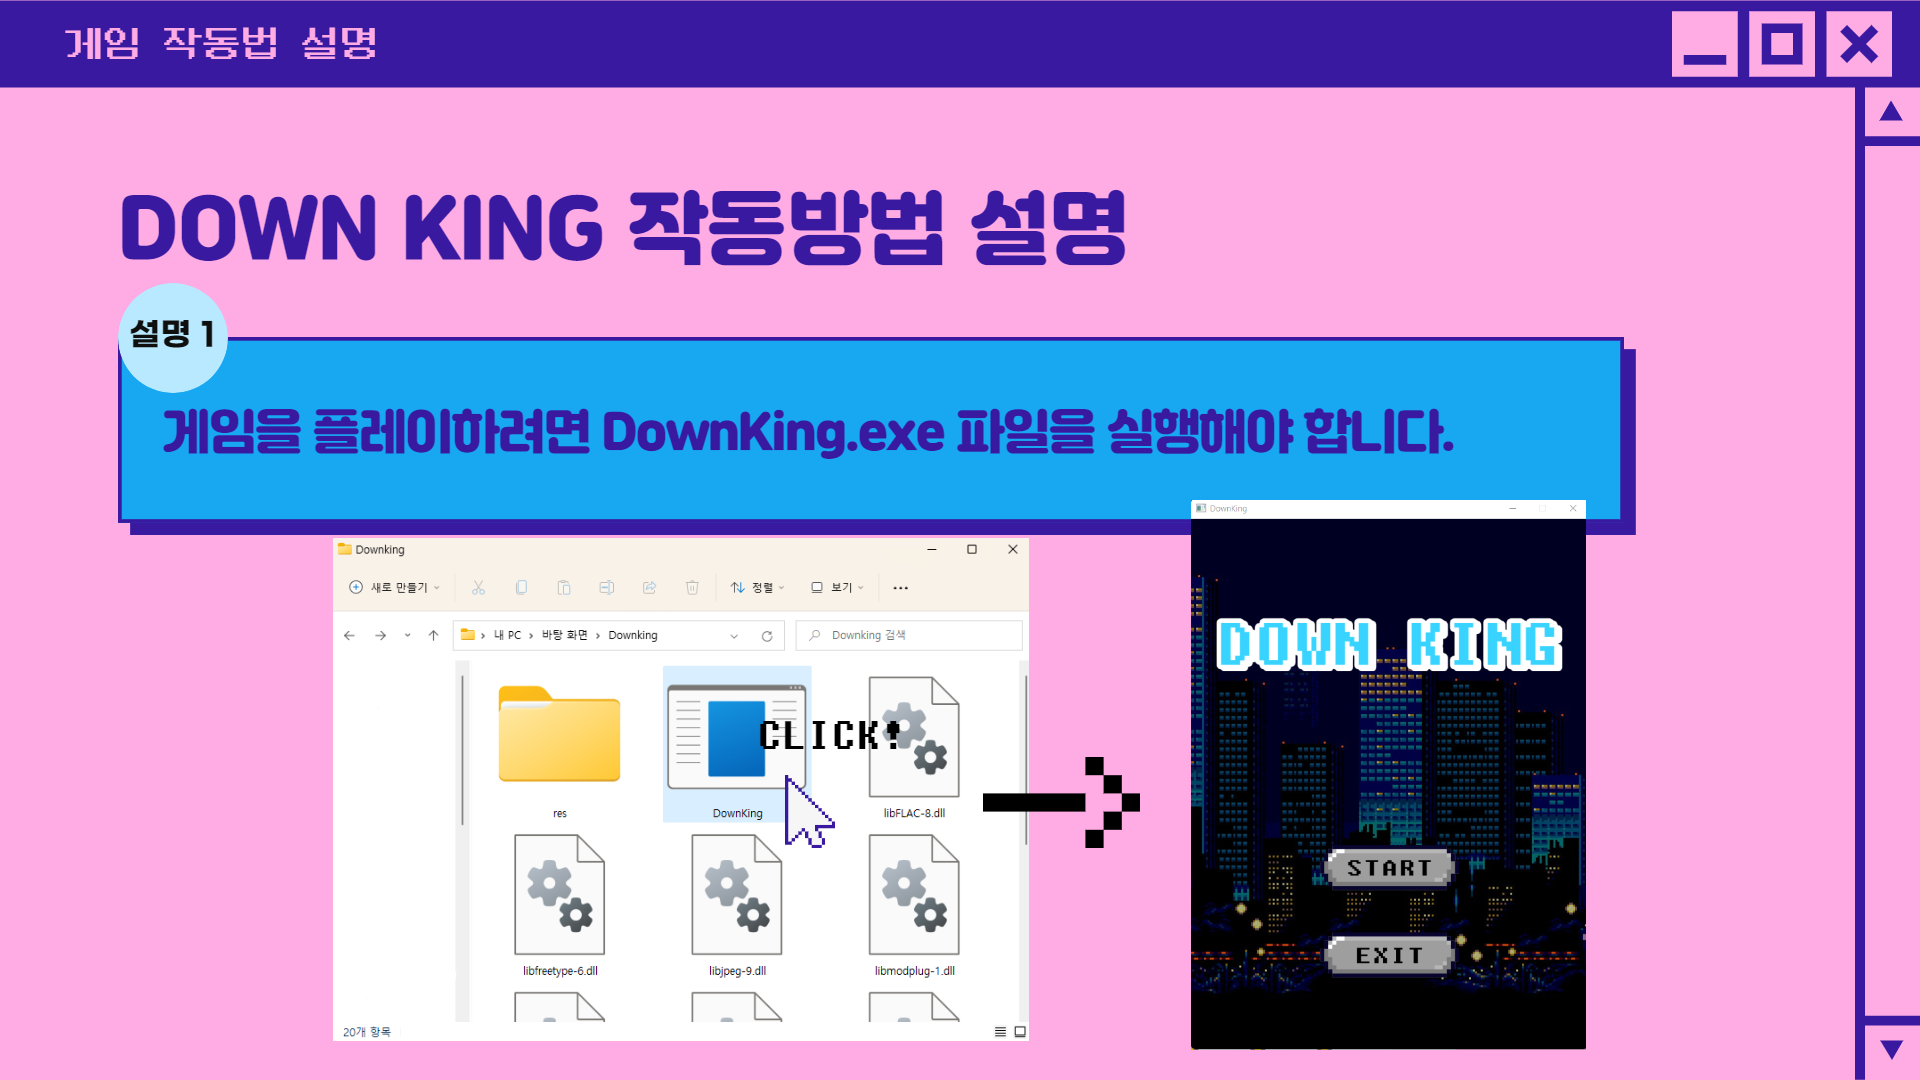 게임 작동법 설명
DOWN KING 작동방법 설명
설명 1
게임을 플레이하려면 DownKing.exe 파일을 실행해야 합니다.
Downking
새로 만들기
정렬
보기
내 PC > 바탕 화면 > Downking
Downking 검색
CLICK!
res
DownKing
libFLAC-8.dll
libfreetype-6.dll
libjpeg-9.dll
libmodplug-1.dll
20개 항목
DownKing
DOWN KING
START
EXIT